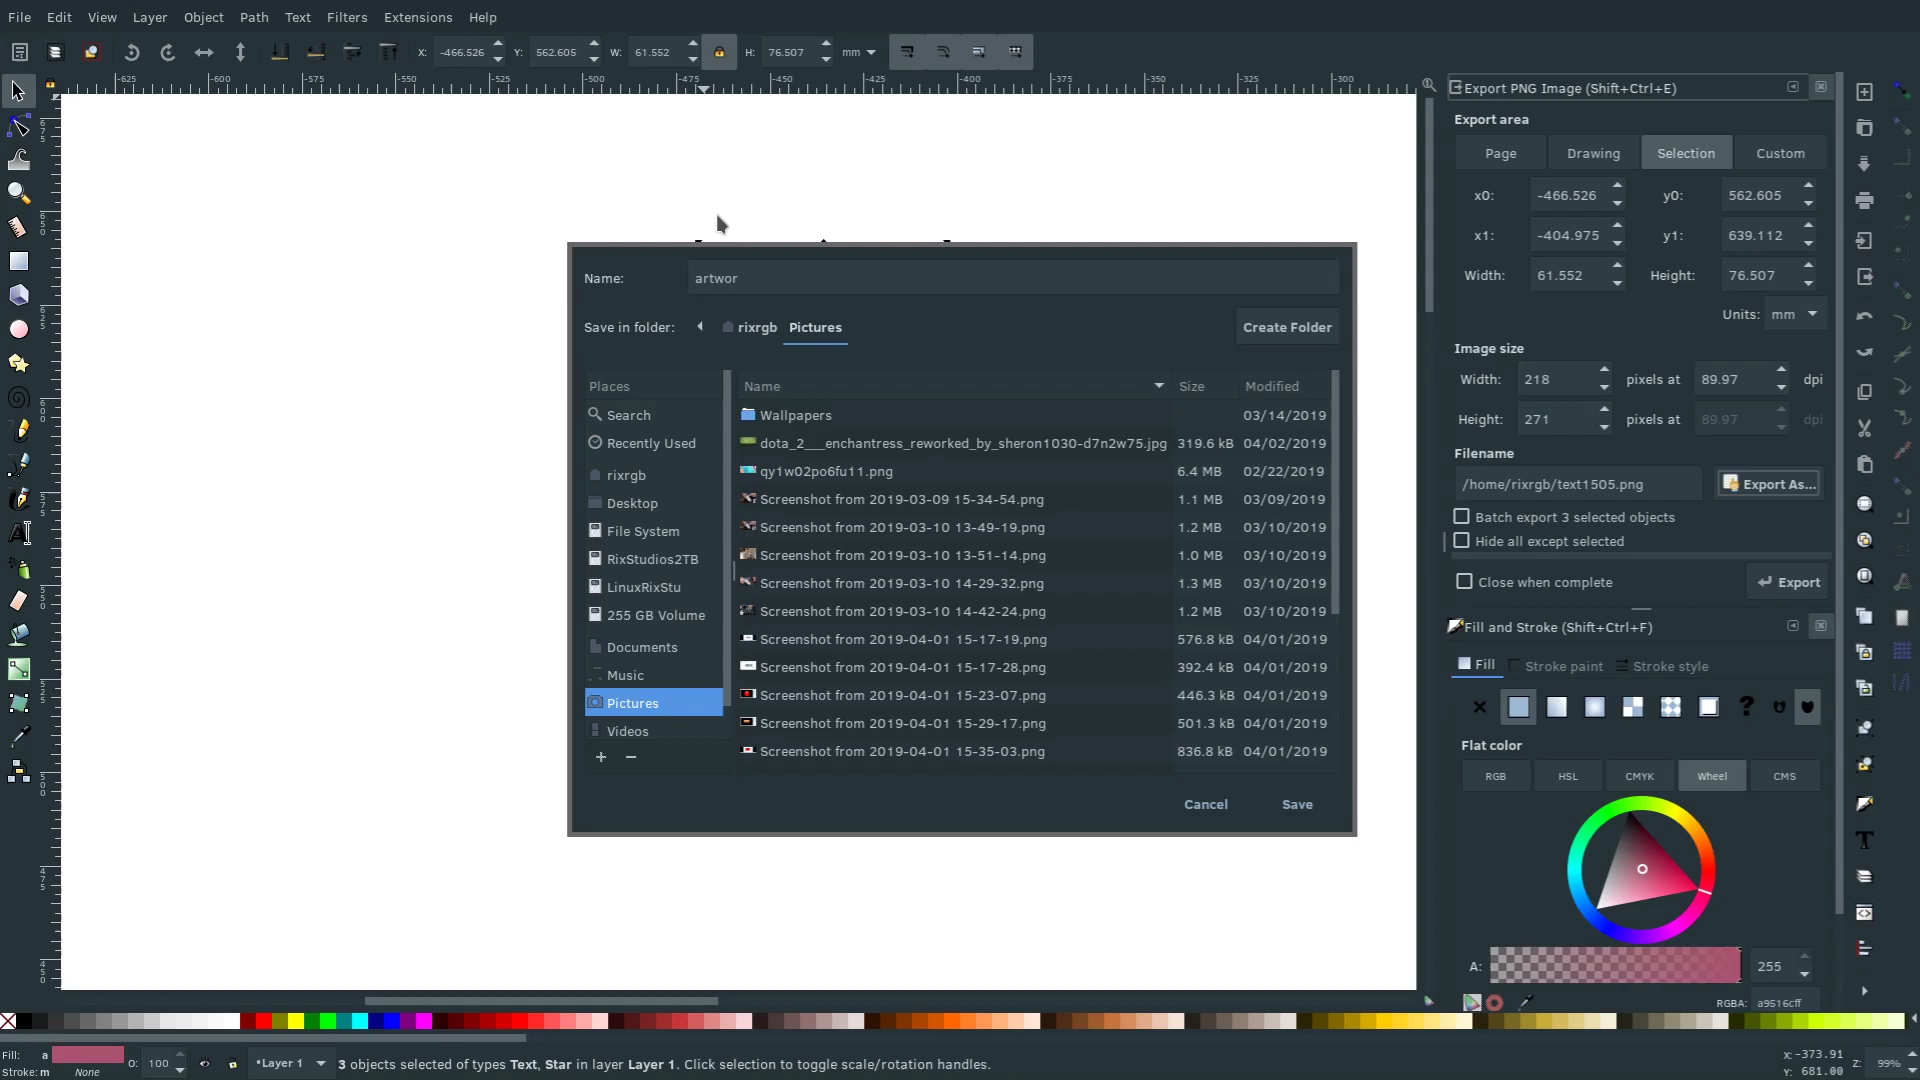 File Edit View Layer Object Path Text Filters Extensions Help
X: -466.526 Y: 562.605 W: 61.552 H: 76.507 mm
-625 -600 -575 -550 -525 -500 -475 -450 -425 -400 -375 -350 -325 -300
Export PNG Image (Shift+Ctrl+E)
Export area
Page Drawing Selection Custom
x0: -466.526 y0: 562.605
x1: -404.975 y1: 639.112
Width: 61.552 Height: 76.507
Units: mm
Image size
Width: 218 pixels at 89.97 dpi
Height: 271 pixels at 89.97
Filename
/home/rixrgb/text1505.png Export As...
Batch export 3 selected objects
Hide all except selected
Close when complete Export
Name: artwor
Save in folder: rixrgb Pictures Create Folder
Places
Search
Recently Used
rixrgb
Desktop
File System
RixStudios2TB
LinuxRixStu
255 GB Volume
Documents
Music
Pictures
Videos
Name Size Modified
Wallpapers 03/14/2019
dota_2___enchantress_reworked_by_sheron1030-d7n2w75.jpg 319.6 kB 04/02/2019
qy1w02po6fu11.png 6.4 MB 02/22/2019
Screenshot from 2019-03-09 15-34-54.png 1.1 MB 03/09/2019
Screenshot from 2019-03-10 13-49-19.png 1.2 MB 03/10/2019
Screenshot from 2019-03-10 13-51-14.png 1.0 MB 03/10/2019
Screenshot from 2019-03-10 14-29-32.png 1.3 MB 03/10/2019
Screenshot from 2019-03-10 14-42-24.png 1.2 MB 03/10/2019
Screenshot from 2019-04-01 15-17-19.png 576.8 kB 04/01/2019
Screenshot from 2019-04-01 15-17-28.png 392.4 kB 04/01/2019
Screenshot from 2019-04-01 15-23-07.png 446.3 kB 04/01/2019
Screenshot from 2019-04-01 15-29-17.png 501.3 kB 04/01/2019
Screenshot from 2019-04-01 15-35-03.png 836.8 kB 04/01/2019
Cancel Save
Fill and Stroke (Shift+Ctrl+F)
Fill Stroke paint Stroke style
Flat color
RGB HSL CMYK Wheel CMS
A: 255
RGBA: a9516cff
Fill: a O: 100 •Layer 1 3 objects selected of types Text, Star in layer Layer 1. Click selection to toggle scale/rotation handles. X: -373.91 Z: 99%
Stroke: m None Y: 681.00